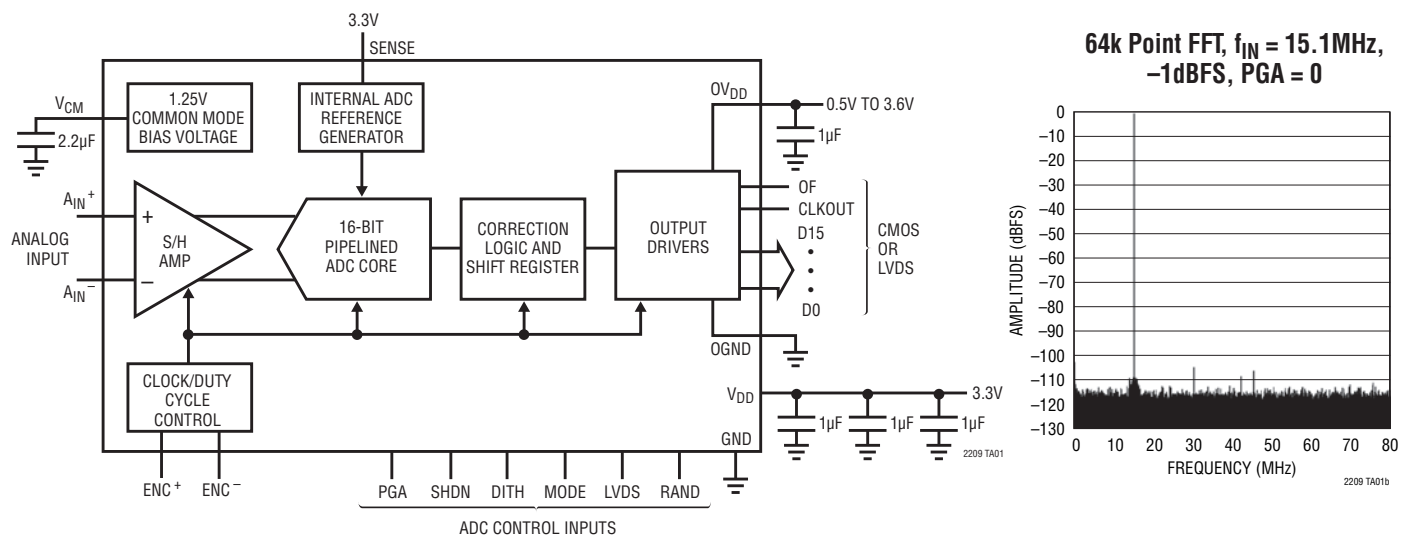 3.3V
SENSE
1.25V
COMMON MODE
BIAS VOLTAGE
INTERNAL ADC
REFERENCE
GENERATOR
VCM
2.2µF
OVDD
0.5V TO 3.6V
1µF
AIN+
ANALOG
INPUT
AIN−
+
S/H
AMP
−
16-BIT
PIPELINED
ADC CORE
CORRECTION
LOGIC AND
SHIFT REGISTER
OUTPUT
DRIVERS
OF
CLKOUT
D15
•
•
•
D0
CMOS
OR
LVDS
OGND
CLOCK/DUTY
CYCLE
CONTROL
VDD
3.3V
1µF
1µF
1µF
GND
2209 TA01
ENC+
ENC−
PGA
SHDN
DITH
MODE
LVDS
RAND
ADC CONTROL INPUTS
64k Point FFT, fIN = 15.1MHz,
–1dBFS, PGA = 0
AMPLITUDE (dBFS)
0
–10
–20
–30
–40
–50
–60
–70
–80
–90
–100
–110
–120
–130
0 10 20 30 40 50 60 70 80
FREQUENCY (MHz)
2209 TA01b